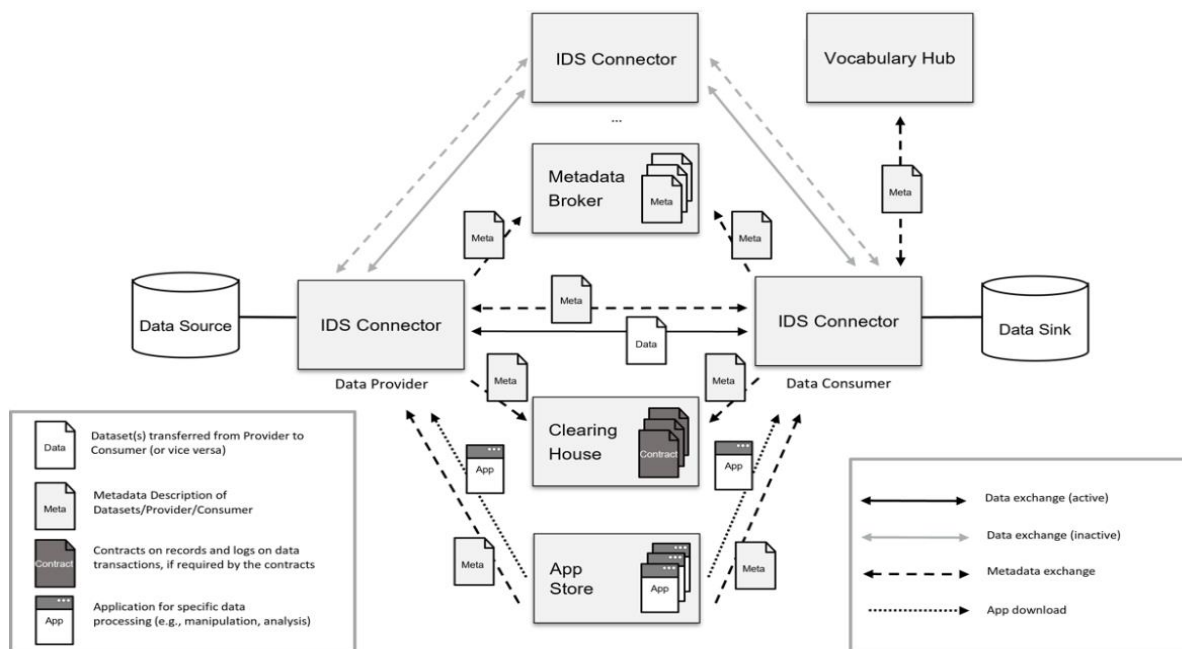 IDS Connector
Vocabulary Hub
...
Metadata
Broker
Meta
Meta
Meta
Meta
Meta
Data Source
IDS Connector
Data
IDS Connector
Data Sink
Data Provider
Data Consumer
Meta
Meta
Clearing
House
Contract
App
App
App
Store
App
Meta
Meta
Data
Dataset(s) transferred from Provider to
Consumer (or vice versa)
Meta
Metadata Description of
Datasets/Provider/Consumer
Contract
Contracts on records and logs on data
transactions, if required by the contracts
App
Application for specific data
processing (e.g., manipulation, analysis)
Data exchange (active)
Data exchange (inactive)
Metadata exchange
App download